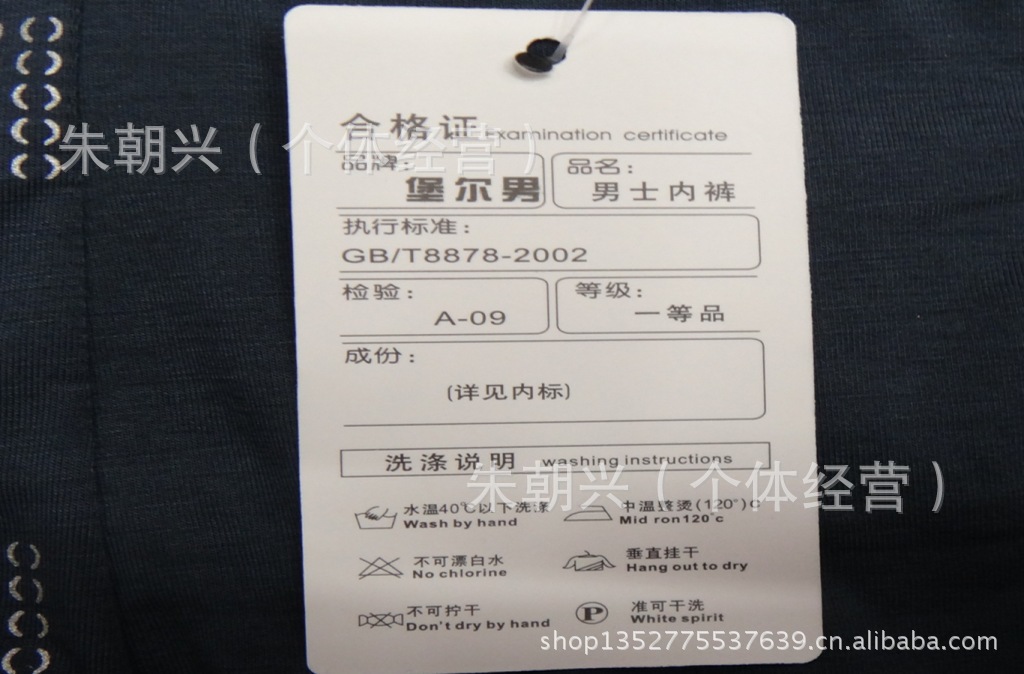 合格证 examination certificate
朱朝兴（个体经营）
品牌：
堡尔男
品名：
男士内裤
执行标准：
GB/T8878-2002
检验：
A-09
等级：
一等品
成份：
(详见内标)
洗涤说明 washing instructions
朱朝兴（个体经营）
水温40℃以下洗涤
Wash by hand
中温熨烫(120°)C
Mid ron120°c
不可漂白水
No chlorine
垂直挂干
Hang out to dry
不可拧干
Don't dry by hand
P
准可干洗
White spirit
shop1352775537639.cn.alibaba.com